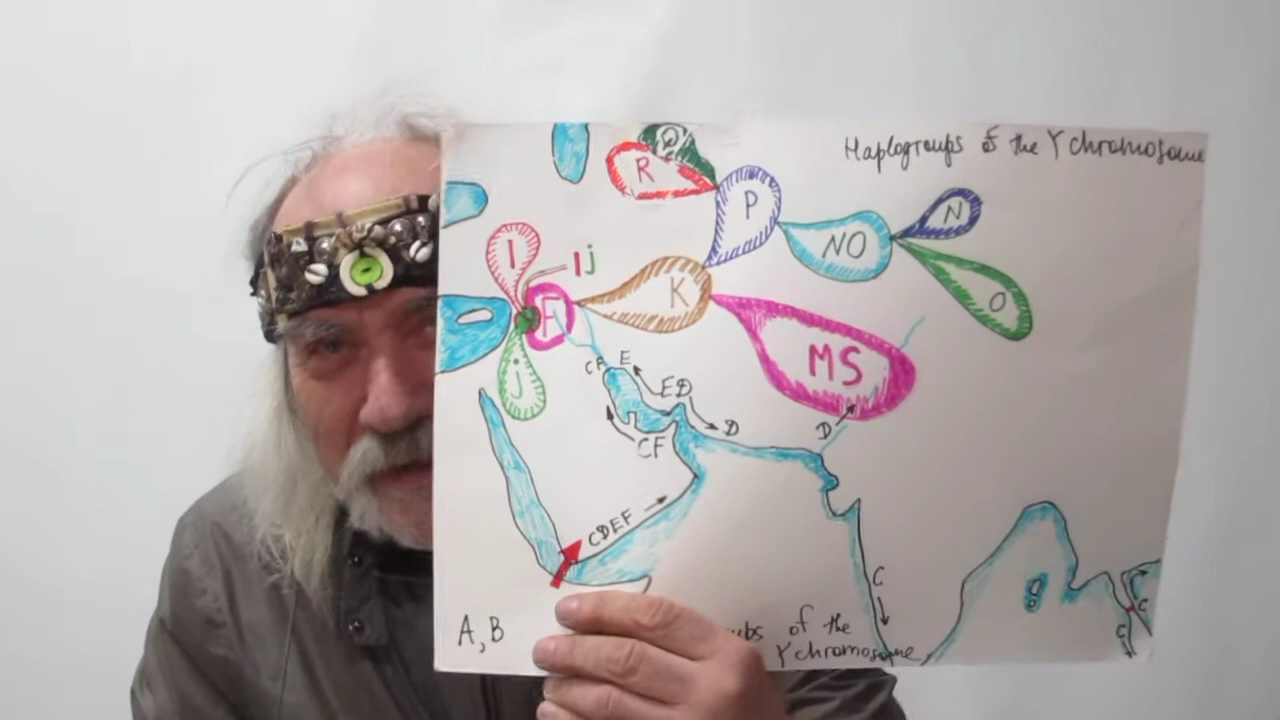 Haplogroups of the Y chromosome
Q
R
P
N
NO
O
I
Ij
K
F
j
MS
CF
E
ED
D
D
CF
CDEF
C
C
C
A, B
of the
Y chromosome